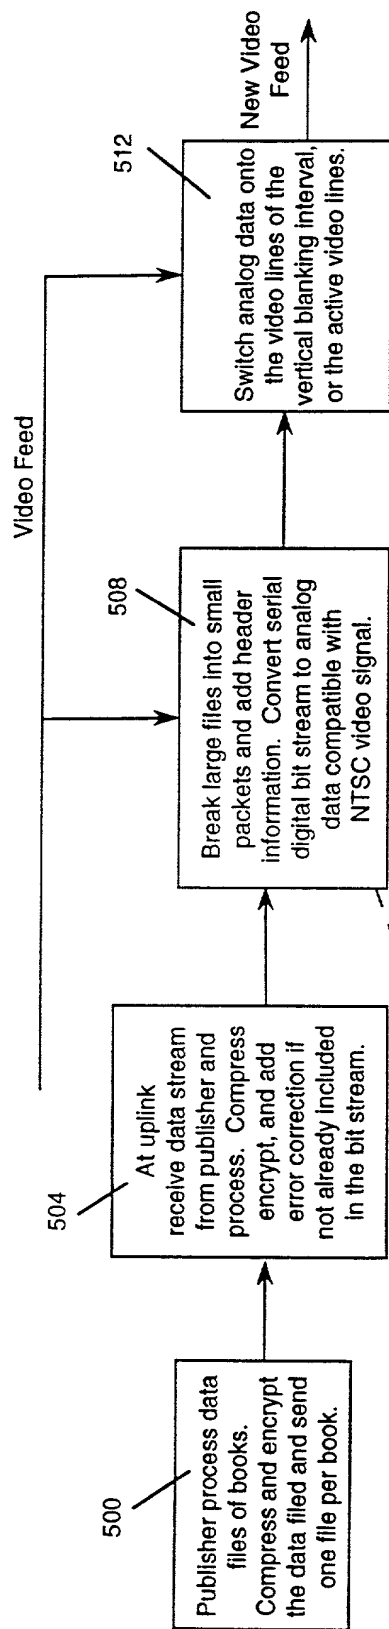 Video Feed
500
Publisher process data
files of books.
Compress and encrypt
the data filed and send
one file per book.
504
At uplink
receive data stream
from publisher and
process. Compress
encrypt, and add
error correction if
not already included
in the bit stream.
508
Break large files into small
packets and add header
information. Convert serial
digital bit stream to analog
data compatible with
NTSC video signal.
512
Switch analog data onto
the video lines of the
vertical blanking interval,
or the active video lines.
New Video
Feed